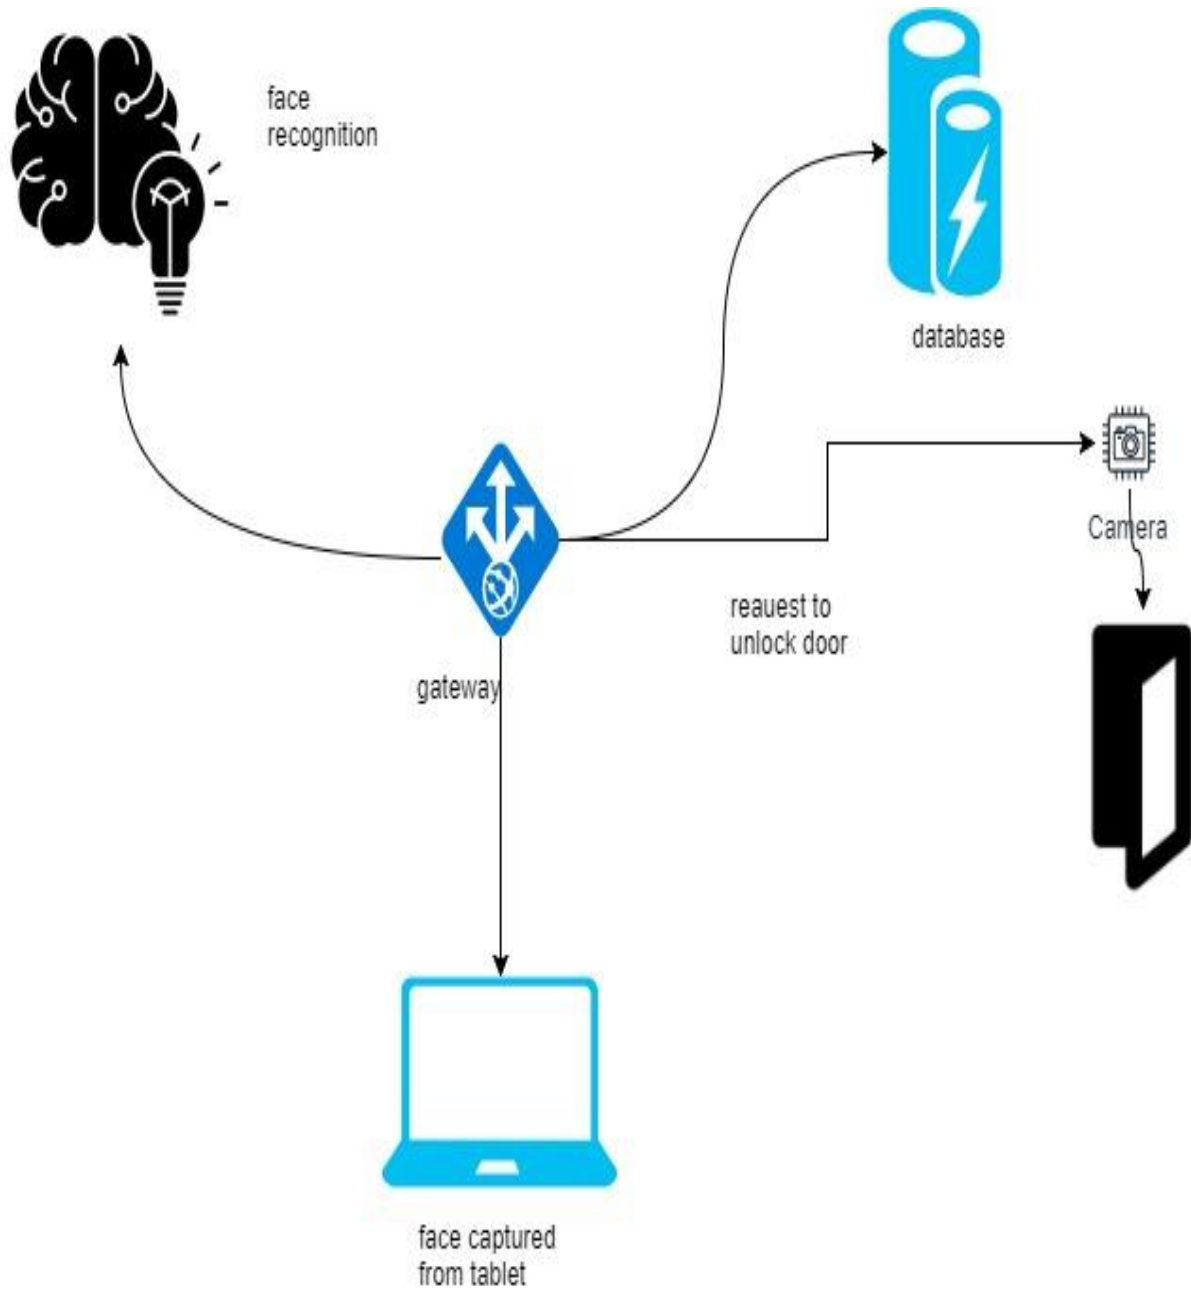 face
recognition
database
Camera
reauest to
unlock door
gateway
face captured
from tablet